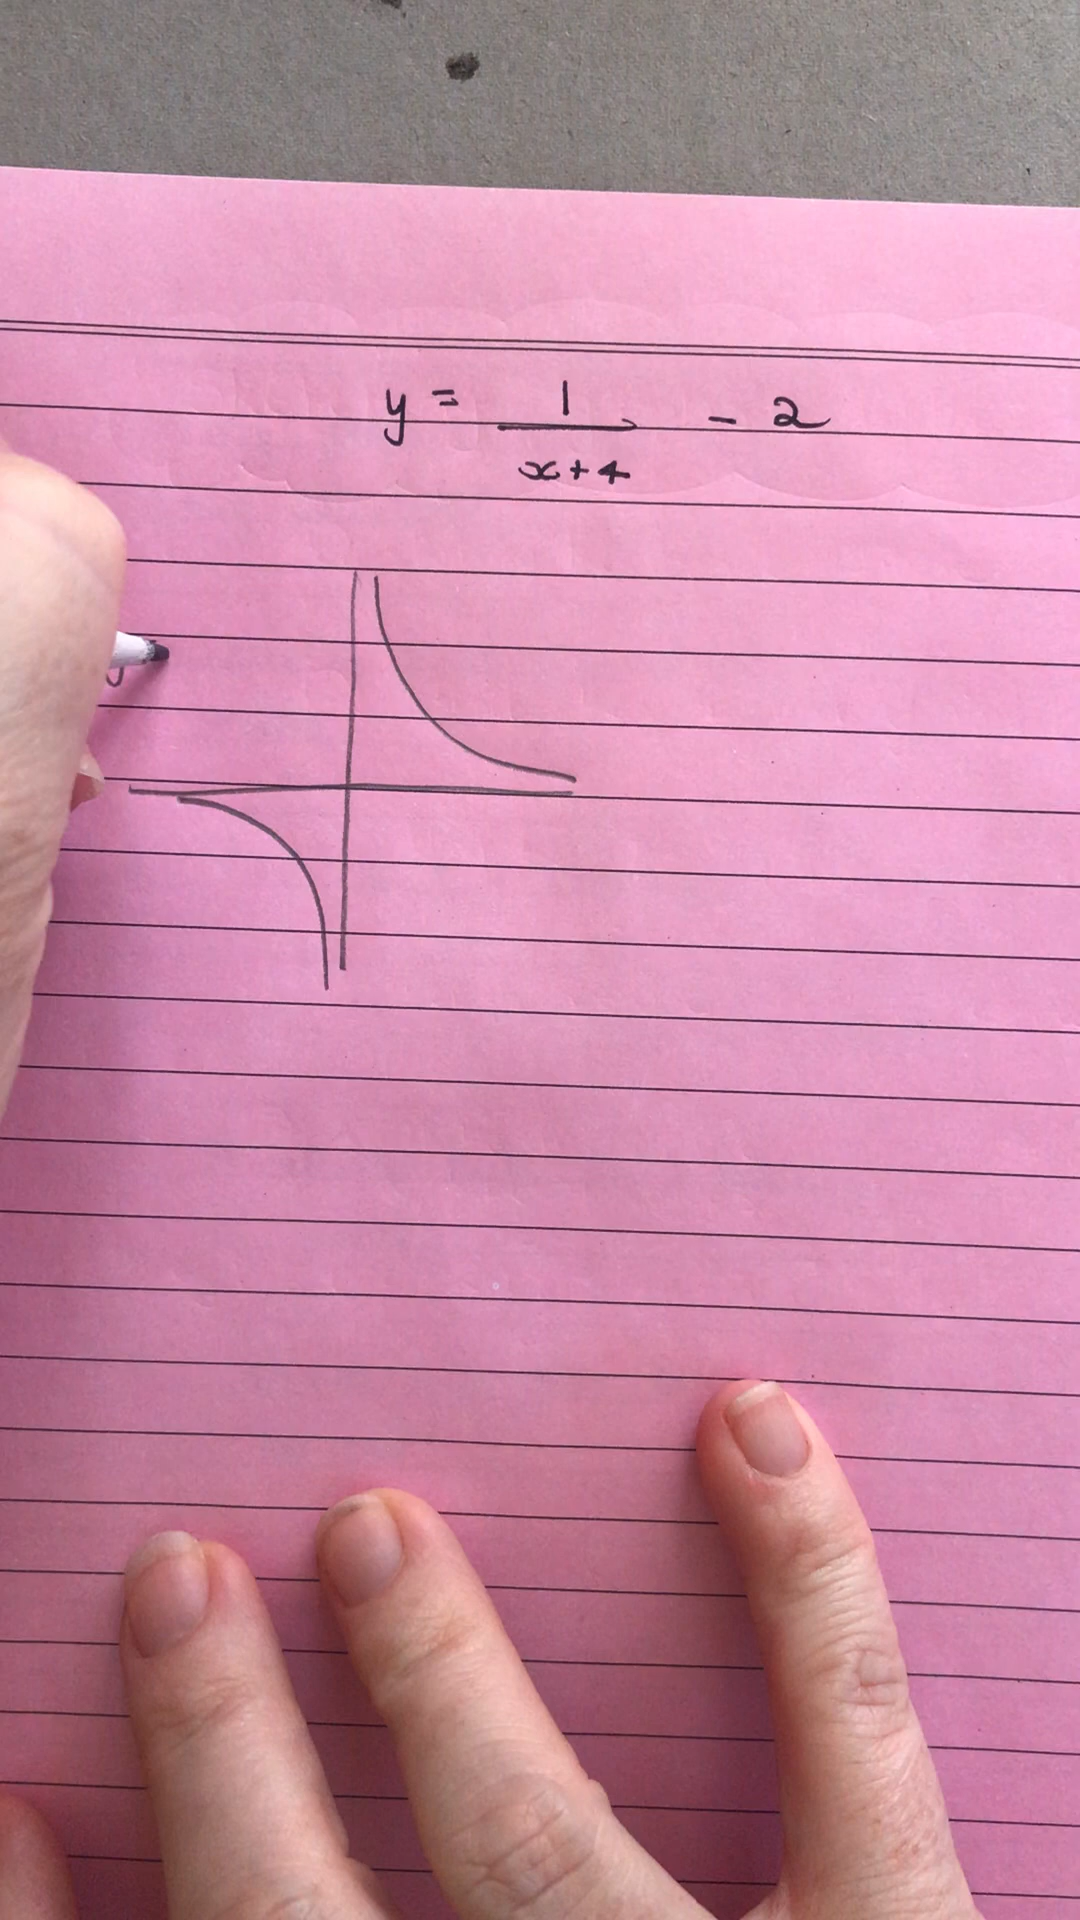 y = 1/(x+4) - 2